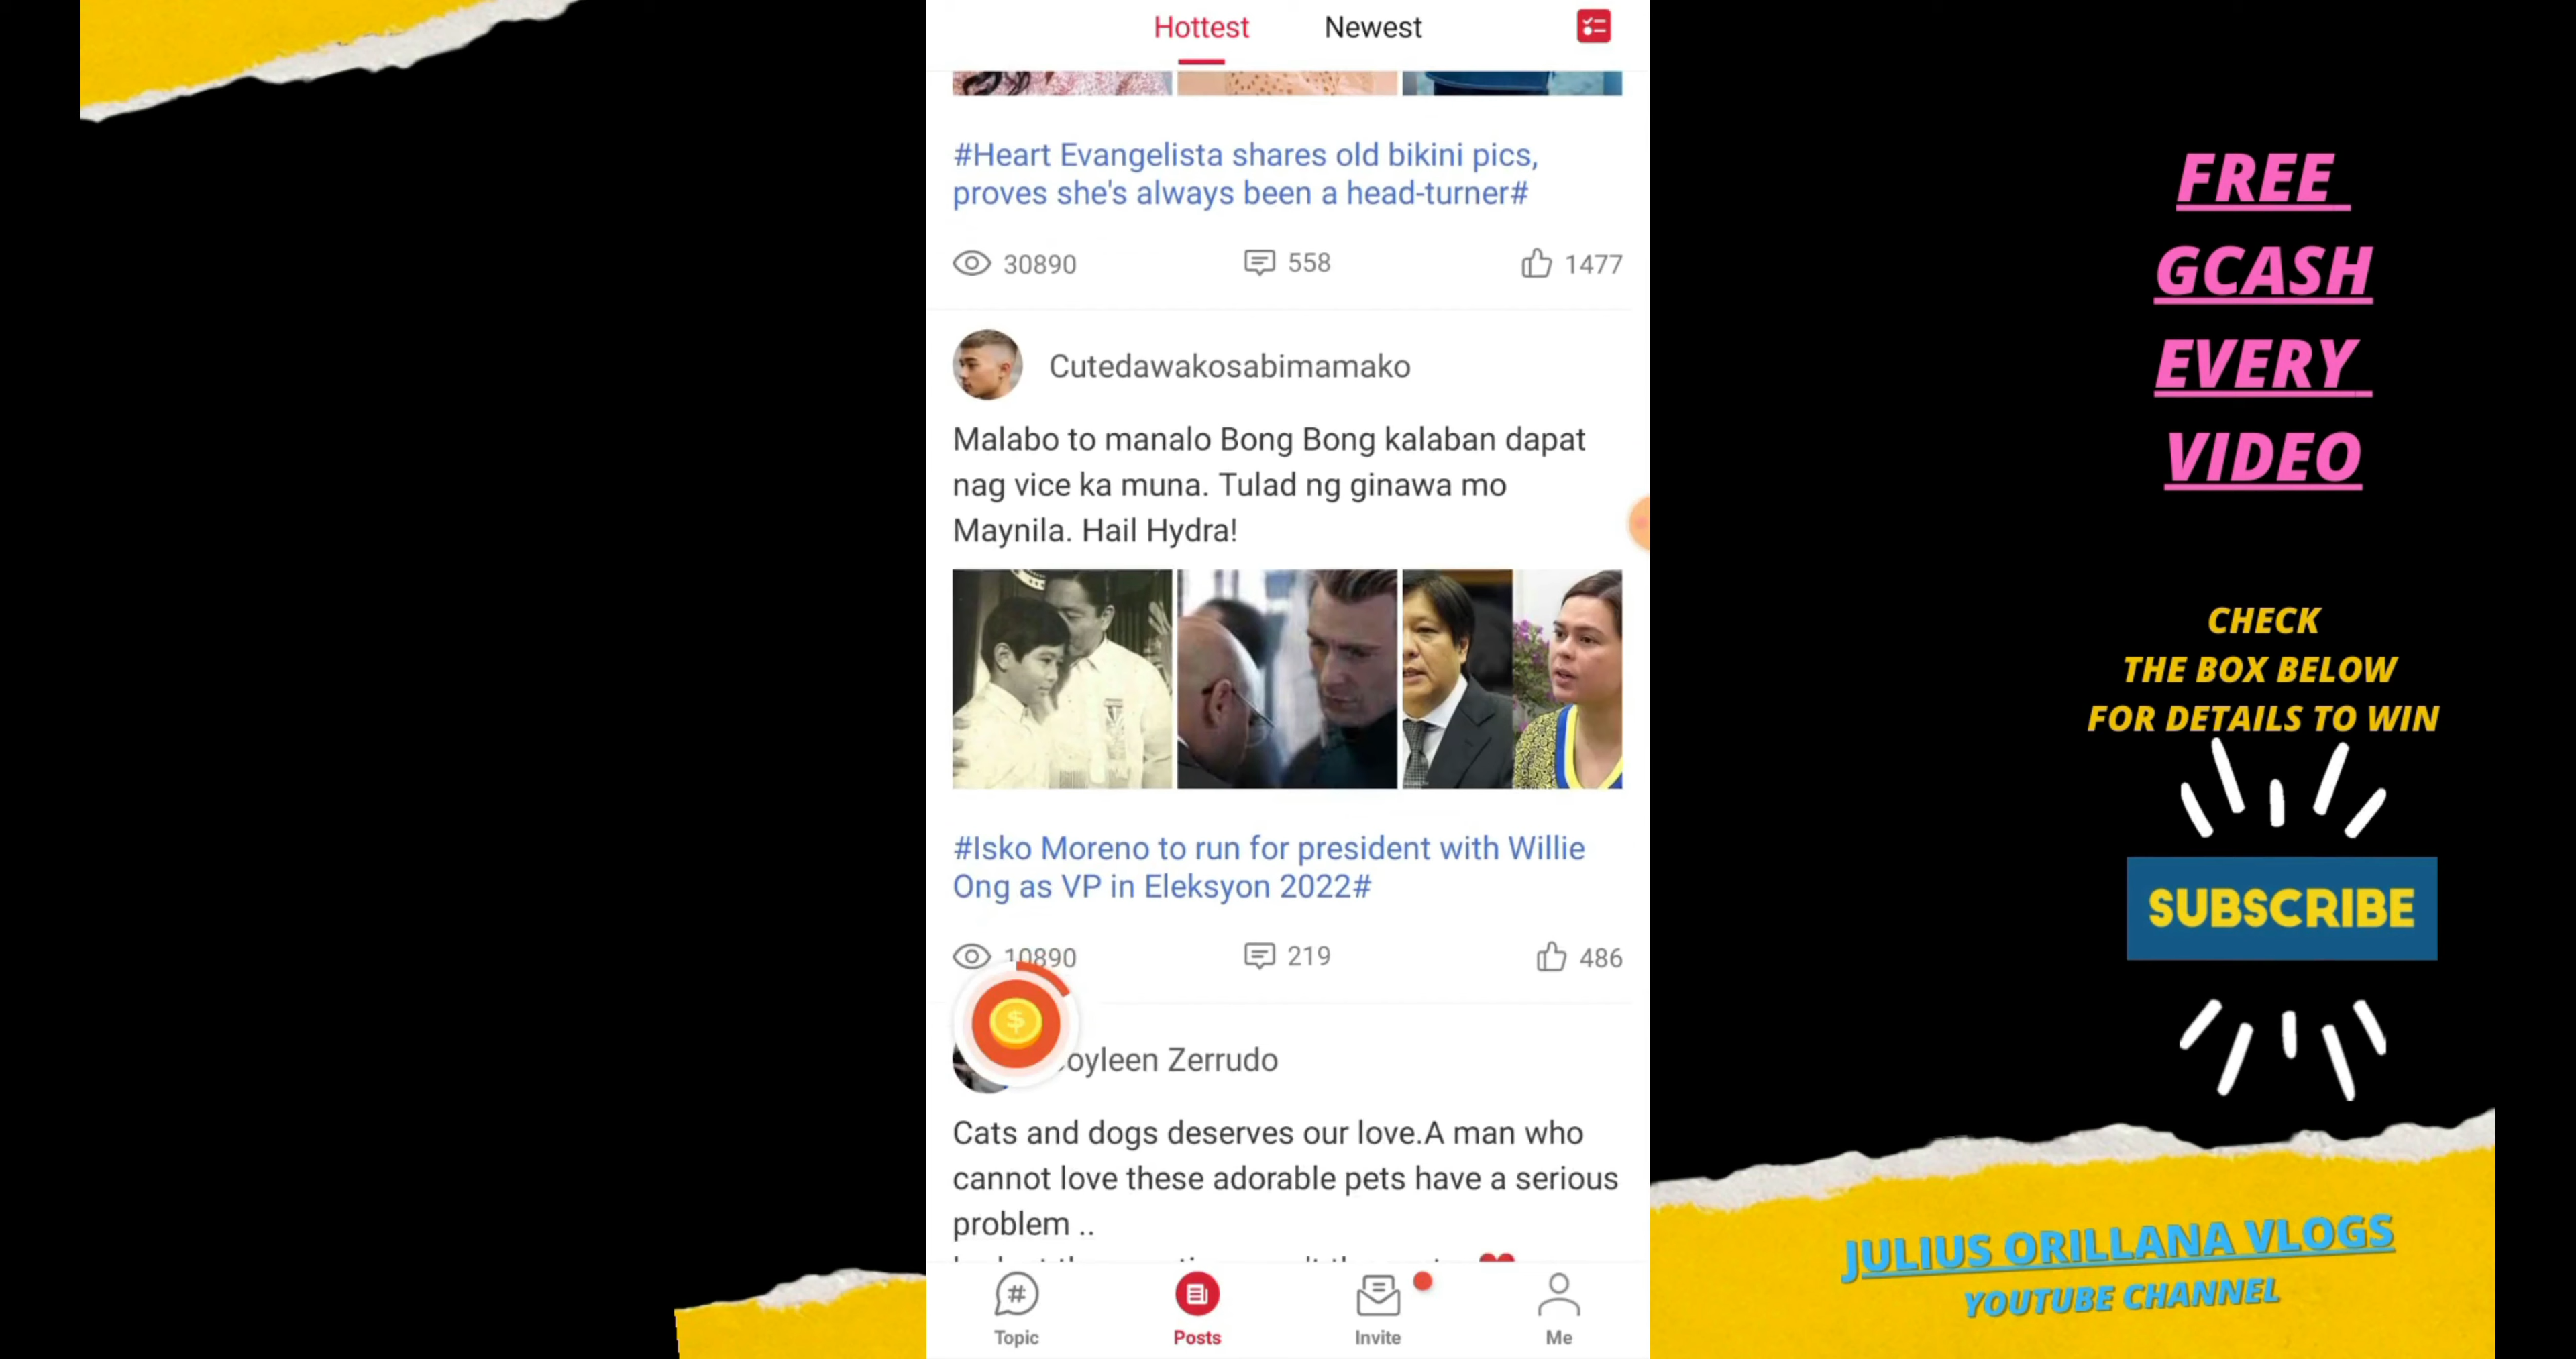 Hottest
Newest
#Heart Evangelista shares old bikini pics,
proves she's always been a head-turner#
30890
558
1477
Cutedawakosabimamako
Malabo to manalo Bong Bong kalaban dapat
nag vice ka muna. Tulad ng ginawa mo
Maynila. Hail Hydra!
#Isko Moreno to run for president with Willie
Ong as VP in Eleksyon 2022#
10890
219
486
oyleen Zerrudo
Cats and dogs deserves our love.A man who
cannot love these adorable pets have a serious
problem ..
Topic
Posts
Invite
Me
FREE
GCASH
EVERY
VIDEO
CHECK
THE BOX BELOW
FOR DETAILS TO WIN
SUBSCRIBE
JULIUS ORILLANA VLOGS
YOUTUBE CHANNEL